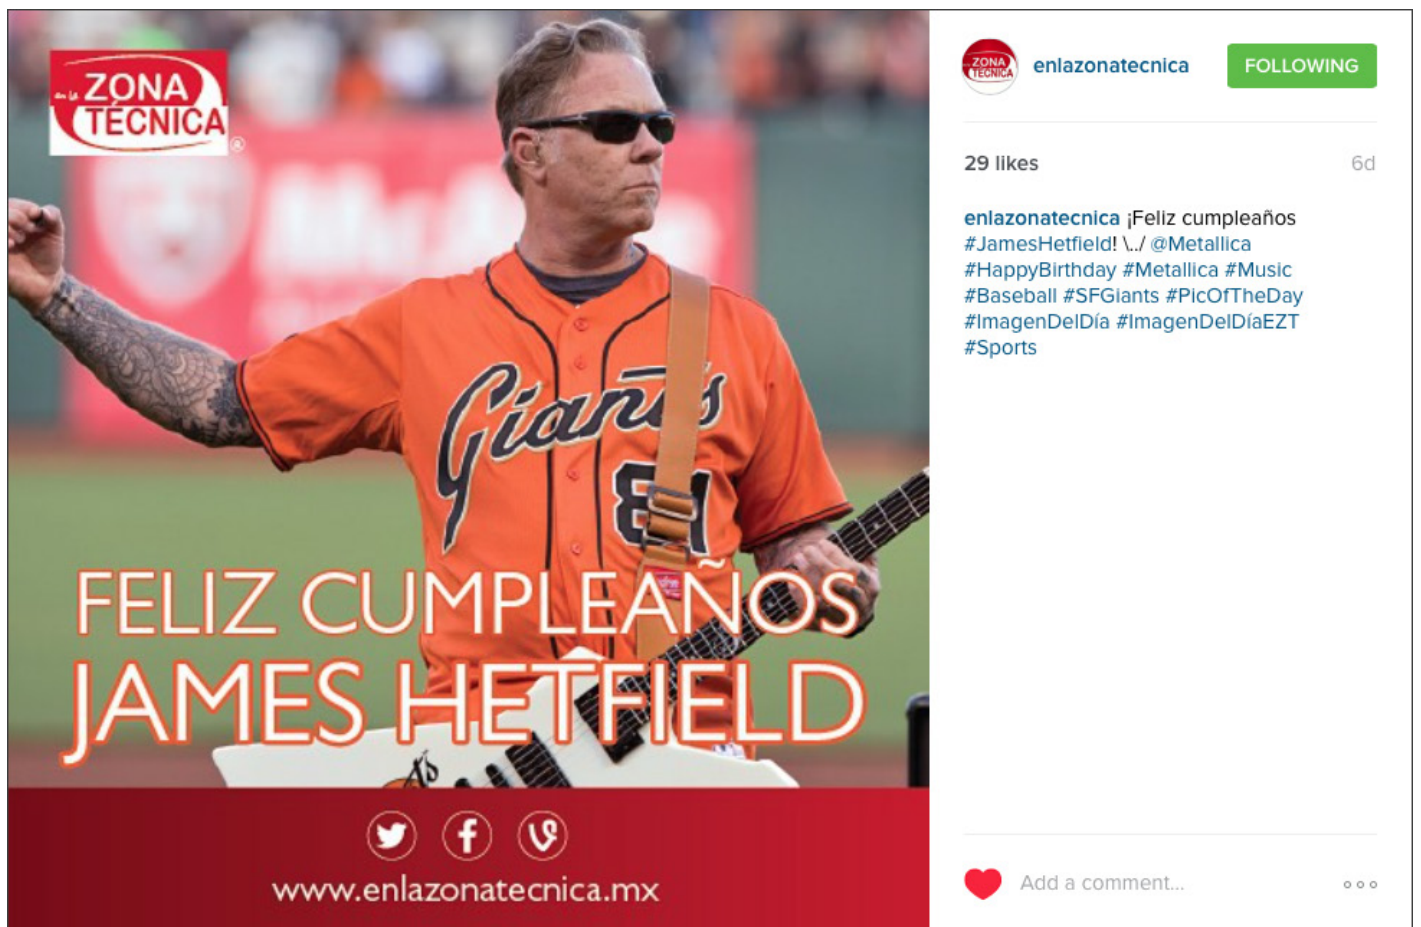 en la ZONA
TÉCNICA
®
Giants
81
FELIZ CUMPLEAÑOS
JAMES HETFIELD
www.enlazonatecnica.mx
ZONA
TÉCNICA
enlazonatecnica
FOLLOWING
29 likes
6d
enlazonatecnica ¡Feliz cumpleaños
#JamesHetfield! \../ @Metallica
#HappyBirthday #Metallica #Music
#Baseball #SFGiants #PicOfTheDay
#ImagenDelDía #ImagenDelDíaEZT
#Sports
Add a comment...